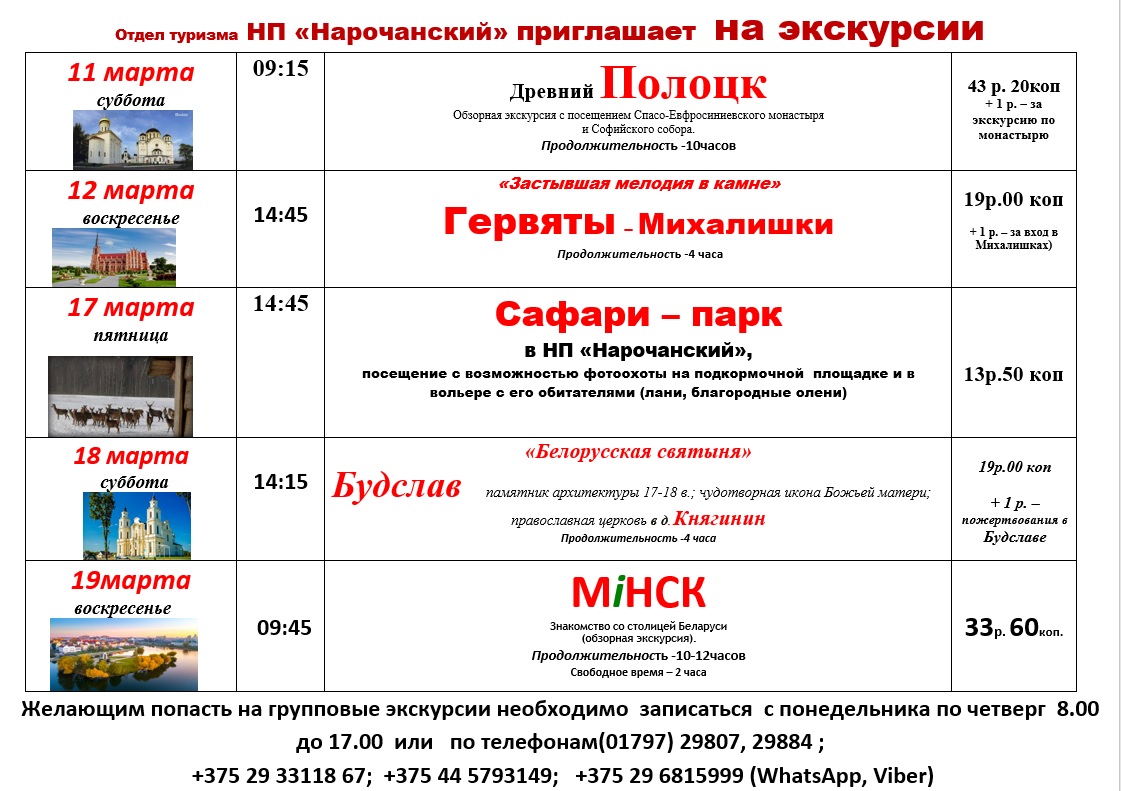 Отдел туризма НП «Нарочанский» приглашает на экскурсии
11 марта
суббота
09:15
Древний Полоцк
Обзорная экскурсия с посещением Спасо-Евфросиниевского монастыря
и Софийского собора.
Продолжительность -10часов
43 р. 20коп
+ 1 р. – за
экскурсию по
монастырю
12 марта
воскресенье
14:45
«Застывшая мелодия в камне»
Гервяты – Михалишки
Продолжительность -4 часа
19р.00 коп
+ 1 р. – за вход в
Михалишках)
17 марта
пятница
14:45
Сафари – парк
в НП «Нарочанский»,
посещение с возможностью фотоохоты на подкормочной площадке и в
вольере с его обитателями (лани, благородные олени)
13р.50 коп
18 марта
суббота
14:15
«Белорусская святыня»
Будслав памятник архитектуры 17-18 в.; чудотворная икона Божьей матери;
православная церковь в д. Княгинин
Продолжительность -4 часа
19р.00 коп
+ 1 р. –
пожертвования в
Будславе
19марта
воскресенье
09:45
МiНСК
Знакомство со столицей Беларуси
(обзорная экскурсия).
Продолжительность -10-12часов
Свободное время – 2 часа
33р. 60коп.
Желающим попасть на групповые экскурсии необходимо записаться с понедельника по четверг 8.00
до 17.00 или по телефонам(01797) 29807, 29884 ;
+375 29 33118 67; +375 44 5793149; +375 29 6815999 (WhatsApp, Viber)